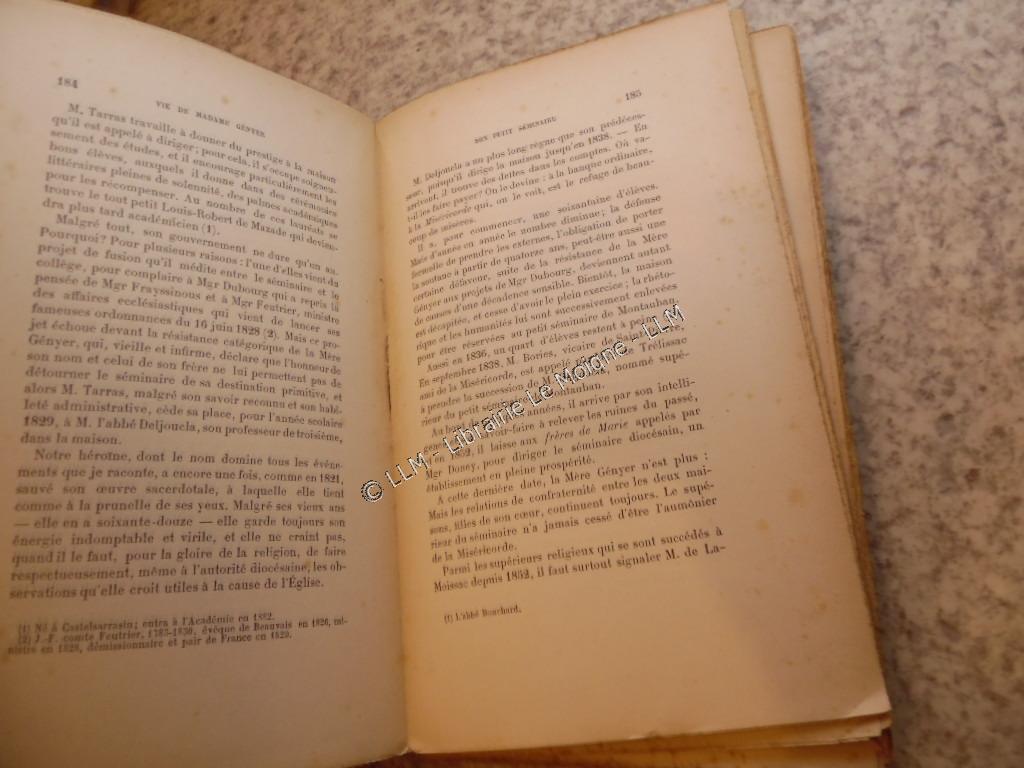 184
VIE DE MADAME GÉNYER
M. Tarras travaille à donner du prestige à la maison
qu'il est appelé à diriger; pour cela, il s'occupe soigneu-
sement des études, et il encourage particulièrement les
bons élèves, auxquels il donne dans des cérémonies
littéraires pleines de solennité, des palmes académiques
pour les récompenser. Au nombre de ces lauréats se
trouve le tout petit Louis-Robert de Mazade qui devien-
dra plus tard académicien (1).
Malgré tout, son gouvernement ne dure qu'un an.
Pourquoi? Pour plusieurs raisons : l'une d'elles vient du
projet de fusion qu'il médite entre le séminaire et le
collège, pour complaire à Mgr Dubourg qui a repris la
pensée de Mgr Frayssinous et à Mgr Feutrier, ministre
des affaires ecclésiastiques qui vient de lancer ses
fameuses ordonnances du 16 juin 1828 (2). Mais ce pro-
jet échoue devant la résistance catégorique de la Mère
Gényer, qui, vieille et infirme, déclare que l'honneur de
son nom et celui de son frère ne lui permettent pas de
détourner le séminaire de sa destination primitive, et
alors M. Tarras, malgré son savoir reconnu et son habi-
leté administrative, cède sa place, pour l'année scolaire
1829, à M. l'abbé Deljoucla, son professeur de troisième,
dans la maison.
Notre héroïne, dont le nom domine tous les événe-
ments que je raconte, a encore une fois, comme en 1821,
sauvé son œuvre sacerdotale, à laquelle elle tient
comme à la prunelle de ses yeux. Malgré ses vieux ans
— elle en a soixante-douze — elle garde toujours son
énergie indomptable et virile, et elle ne craint pas,
quand il le faut, pour la gloire de la religion, de faire
respectueusement, même à l'autorité diocésaine, les ob-
servations qu'elle croit utiles à la cause de l'Église.
(1) Né à Castelsarrasin; entra à l'Académie en 1882.
(2) J.-F. comte Feutrier, 1785-1830, évêque de Beauvais en 1826, mi-
nistre en 1828, démissionnaire et pair de France en 1829.
185
SON PETIT SÉMINAIRE
M. Deljoucla a un plus long règne que son prédéces-
seur, puisqu'il dirige la maison jusqu'en 1838. — En
arrivant, il trouve des dettes dans les comptes. Où va-
t-il les faire payer? On le devine : à la banque ordinaire,
à la Miséricorde qui, on le voit, est le refuge de beau-
coup de misères.
Il a, pour commencer, une soixantaine d'élèves.
Mais d'année en année le nombre diminue; la défense
formelle de prendre les externes, l'obligation de porter
la soutane à partir de quatorze ans, peut-être aussi une
certaine défaveur, suite de la résistance de la Mère
Gényer aux projets de Mgr Dubourg, deviennent autant
de causes d'une décadence sensible. Bientôt, la maison
est décapitée, et cesse d'avoir le plein exercice; la rhéto-
rique et les humanités lui sont successivement enlevées
pour être réservées au petit séminaire de Montauban.
Aussi en 1836, un quart d'élèves restent à peine
En septembre 1838, M. Bories, vicaire de Saint
ami de la Miséricorde, est appelé de Trélissac
à prendre la succession de M. nommé supé-
rieur du petit séminaire Montauban.
Au bout de années, il arrive par son intelli-
gence savoir-faire à relever les ruines du passé,
en 1852, il laisse aux frères de Marie appelés par
Mgr Doney, pour diriger le séminaire diocésain, un
établissement en pleine prospérité.
A cette dernière date, la Mère Gényer n'est plus :
Mais les relations de confraternité entre les deux mai-
sons, filles de son cœur, continuent toujours. Le supé-
rieur du séminaire n'a jamais cessé d'être l'aumônier
de la Miséricorde.
Parmi les supérieurs religieux qui se sont succédés à
Moissac depuis 1852, il faut surtout signaler M. de La-
(1) L'abbé Bouchard.
© LLM - Librairie Le Moione - LLM